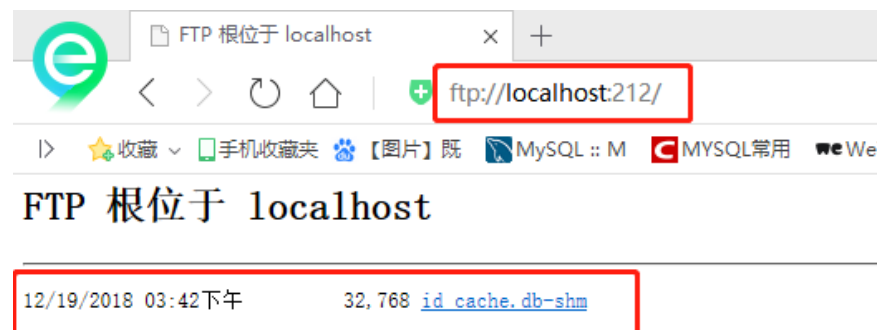 FTP 根位于 localhost
ftp://localhost:212/
收藏 手机收藏夹 【图片】既 MySQL :: M MYSQL常用 We
FTP 根位于 localhost
12/19/2018 03:42下午 32,768 id_cache.db-shm